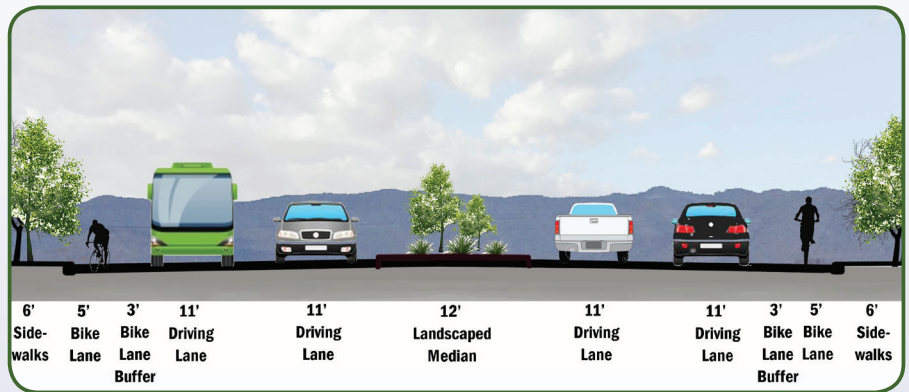 6' 5' 3' 11' 11' 12' 11' 11' 3' 5' 6'
Side- Bike Bike Driving Driving Landscaped Driving Driving Bike Bike Side-
walks Lane Lane Lane Lane Median Lane Lane Lane Lane walks
Buffer Buffer